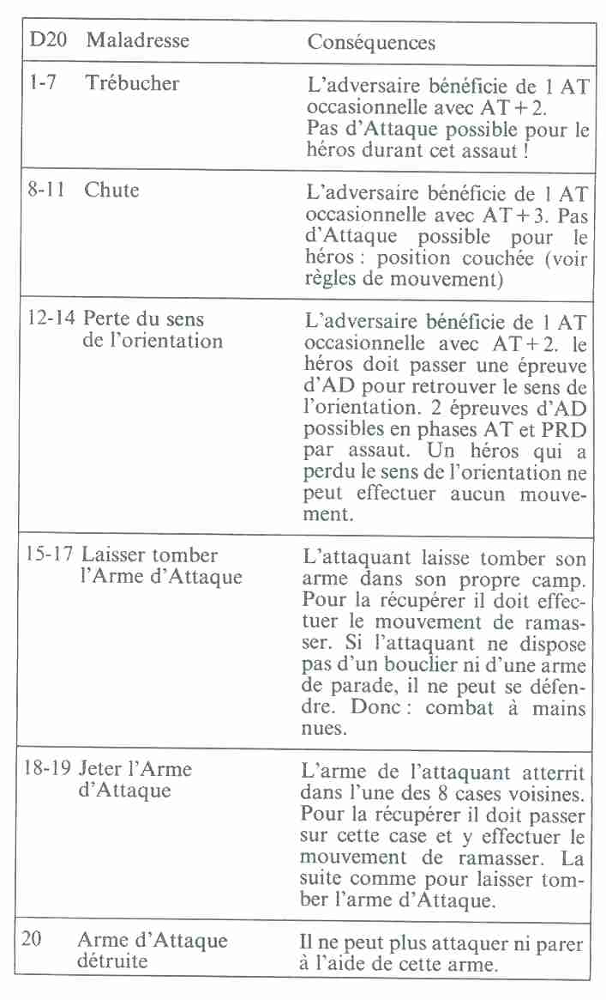 D20 Maladresse Conséquences
1-7 Trébucher L'adversaire bénéficie de 1 AT
occasionnelle avec AT+2.
Pas d'Attaque possible pour le
héros durant cet assaut !
8-11 Chute L'adversaire bénéficie de 1 AT
occasionnelle avec AT+3. Pas
d'Attaque possible pour le
héros : position couchée (voir
règles de mouvement)
12-14 Perte du sens L'adversaire bénéficie de 1 AT
de l'orientation occasionnelle avec AT+2. le
héros doit passer une épreuve
d'AD pour retrouver le sens de
l'orientation. 2 épreuves d'AD
possibles en phases AT et PRD
par assaut. Un héros qui a
perdu le sens de l'orientation ne
peut effectuer aucun mouve-
ment.
15-17 Laisser tomber L'attaquant laisse tomber son
l'Arme d'Attaque arme dans son propre camp.
Pour la récupérer il doit effec-
tuer le mouvement de ramas-
ser. Si l'attaquant ne dispose
pas d'un bouclier ni d'une arme
de parade, il ne peut se défen-
dre. Donc : combat à mains
nues.
18-19 Jeter l'Arme L'arme de l'attaquant atterrit
d'Attaque dans l'une des 8 cases voisines.
Pour la récupérer il doit passer
sur cette case et y effectuer le
mouvement de ramasser. La
suite comme pour laisser tom-
ber l'arme d'Attaque.
20 Arme d'Attaque Il ne peut plus attaquer ni parer
détruite à l'aide de cette arme.